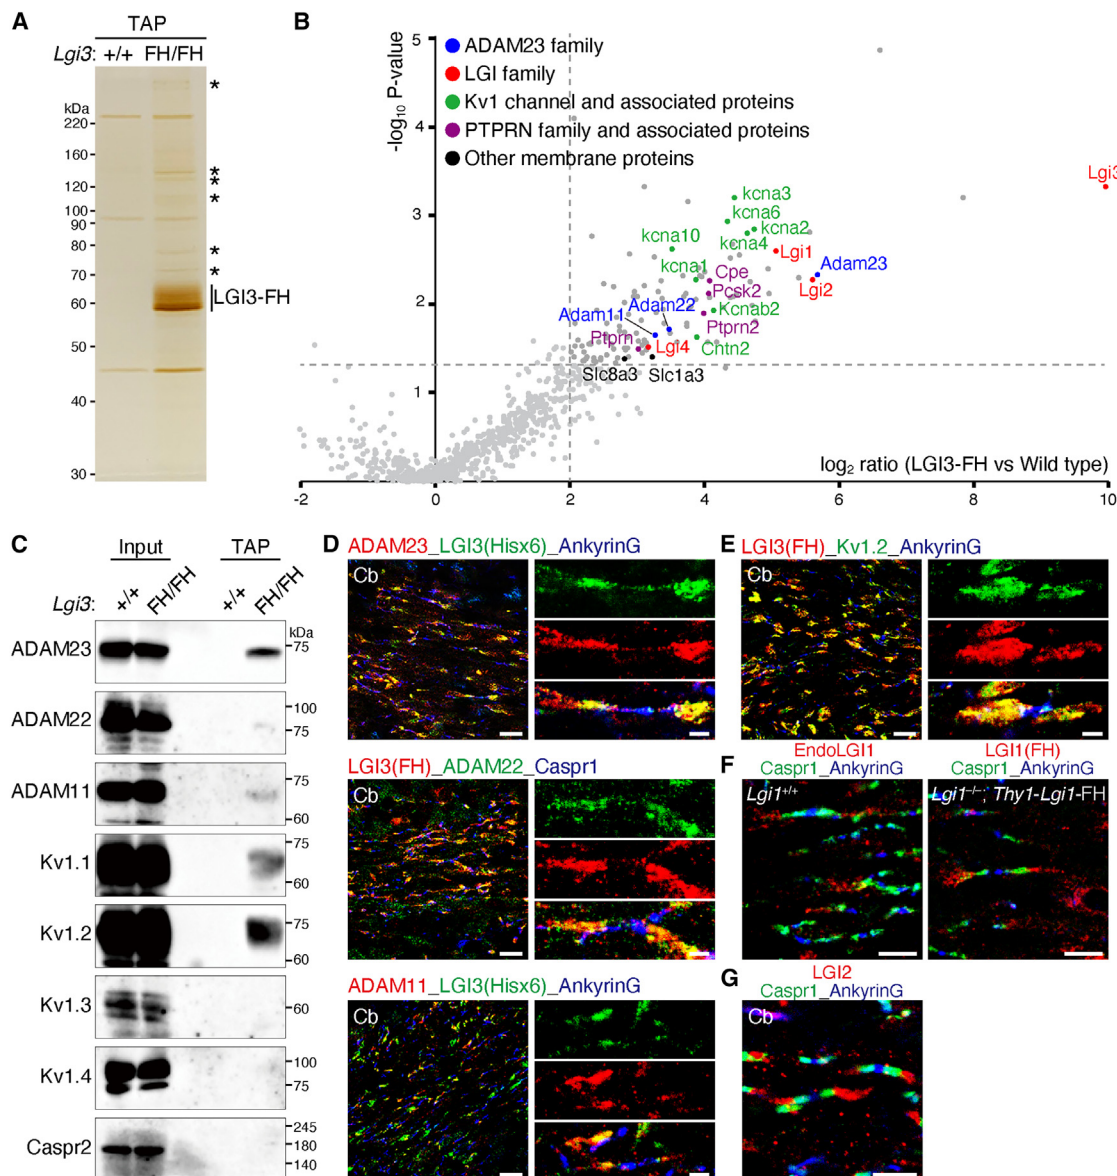 A
TAP
Lgi3: +/+ FH/FH
kDa
220
160
120
100
90
80
70
60
50
40
30
*
*
*
*
*
*
LGI3-FH
B
-log10 P-value
5
4
3
2
1
ADAM23 family
LGI family
Kv1 channel and associated proteins
PTPRN family and associated proteins
Other membrane proteins
Lgi3
kcna3
kcna6
kcna2
kcna4
kcna10
kcna1
Lgi1
Adam23
Lgi2
Cpe
Pcsk2
Adam22
Adam11
Kcnab2
Ptprn2
Ptprn
Lgi4
Chtn2
Slc8a3
Slc1a3
log2 ratio (LGI3-FH vs Wild type)
-2 0 2 4 6 8 10
C
Input TAP
Lgi3: +/+ FH/FH +/+ FH/FH
kDa
ADAM23 75
ADAM22 100
75
ADAM11 75
60
Kv1.1 75
60
Kv1.2 75
60
Kv1.3 60
Kv1.4 100
75
Caspr2 245
180
140
D
ADAM23_LGI3(Hisx6)_AnkyrinG
Cb
LGI3(FH)_ADAM22_Caspr1
Cb
ADAM11_LGI3(Hisx6)_AnkyrinG
Cb
E
LGI3(FH)_Kv1.2_AnkyrinG
Cb
F
EndoLGI1
Caspr1_AnkyrinG
Lgi1+/+
LGI1(FH)
Caspr1_AnkyrinG
Lgi1−/−; Thy1-Lgi1-FH
G
LGI2
Caspr1_AnkyrinG
Cb